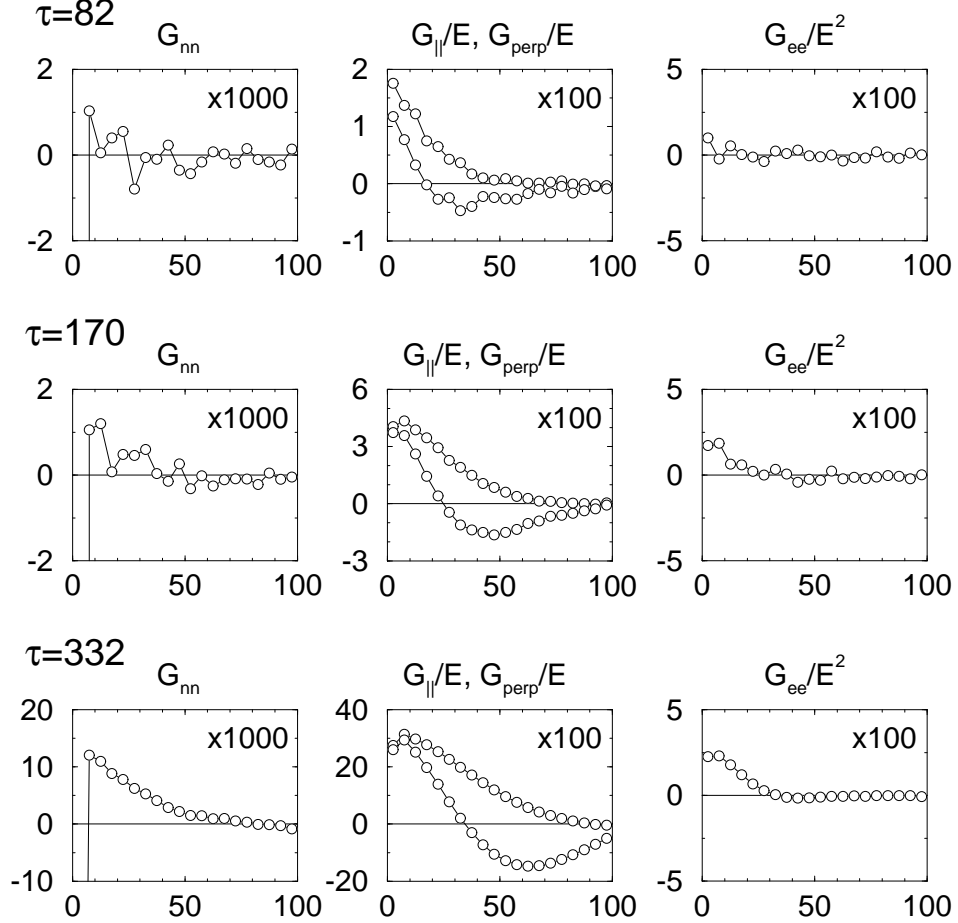 τ=82
G_nn G_||/E, G_perp/E G_ee/E^2
2 x1000 2 x100 5 x100
1
0 0 0
-2 -1 -5
0 50 100 0 50 100 0 50 100
τ=170
G_nn G_||/E, G_perp/E G_ee/E^2
2 x1000 6 x100 5 x100
3
0 0 0
-2 -3 -5
0 50 100 0 50 100 0 50 100
τ=332
G_nn G_||/E, G_perp/E G_ee/E^2
20 x1000 40 x100 5 x100
10 20
0 0 0
-10 -20 -5
0 50 100 0 50 100 0 50 100